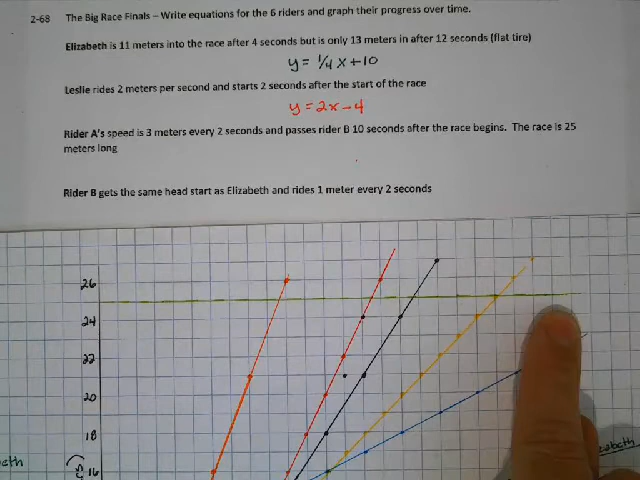 2-68 The Big Race Finals – Write equations for the 6 riders and graph their progress over time.
Elizabeth is 11 meters into the race after 4 seconds but is only 13 meters in after 12 seconds (flat tire)
y = 1/4 x + 10
Leslie rides 2 meters per second and starts 2 seconds after the start of the race
y = 2x - 4
Rider A's speed is 3 meters every 2 seconds and passes rider B 10 seconds after the race begins. The race is 25
meters long
Rider B gets the same head start as Elizabeth and rides 1 meter every 2 seconds
26
24
22
20
18
16